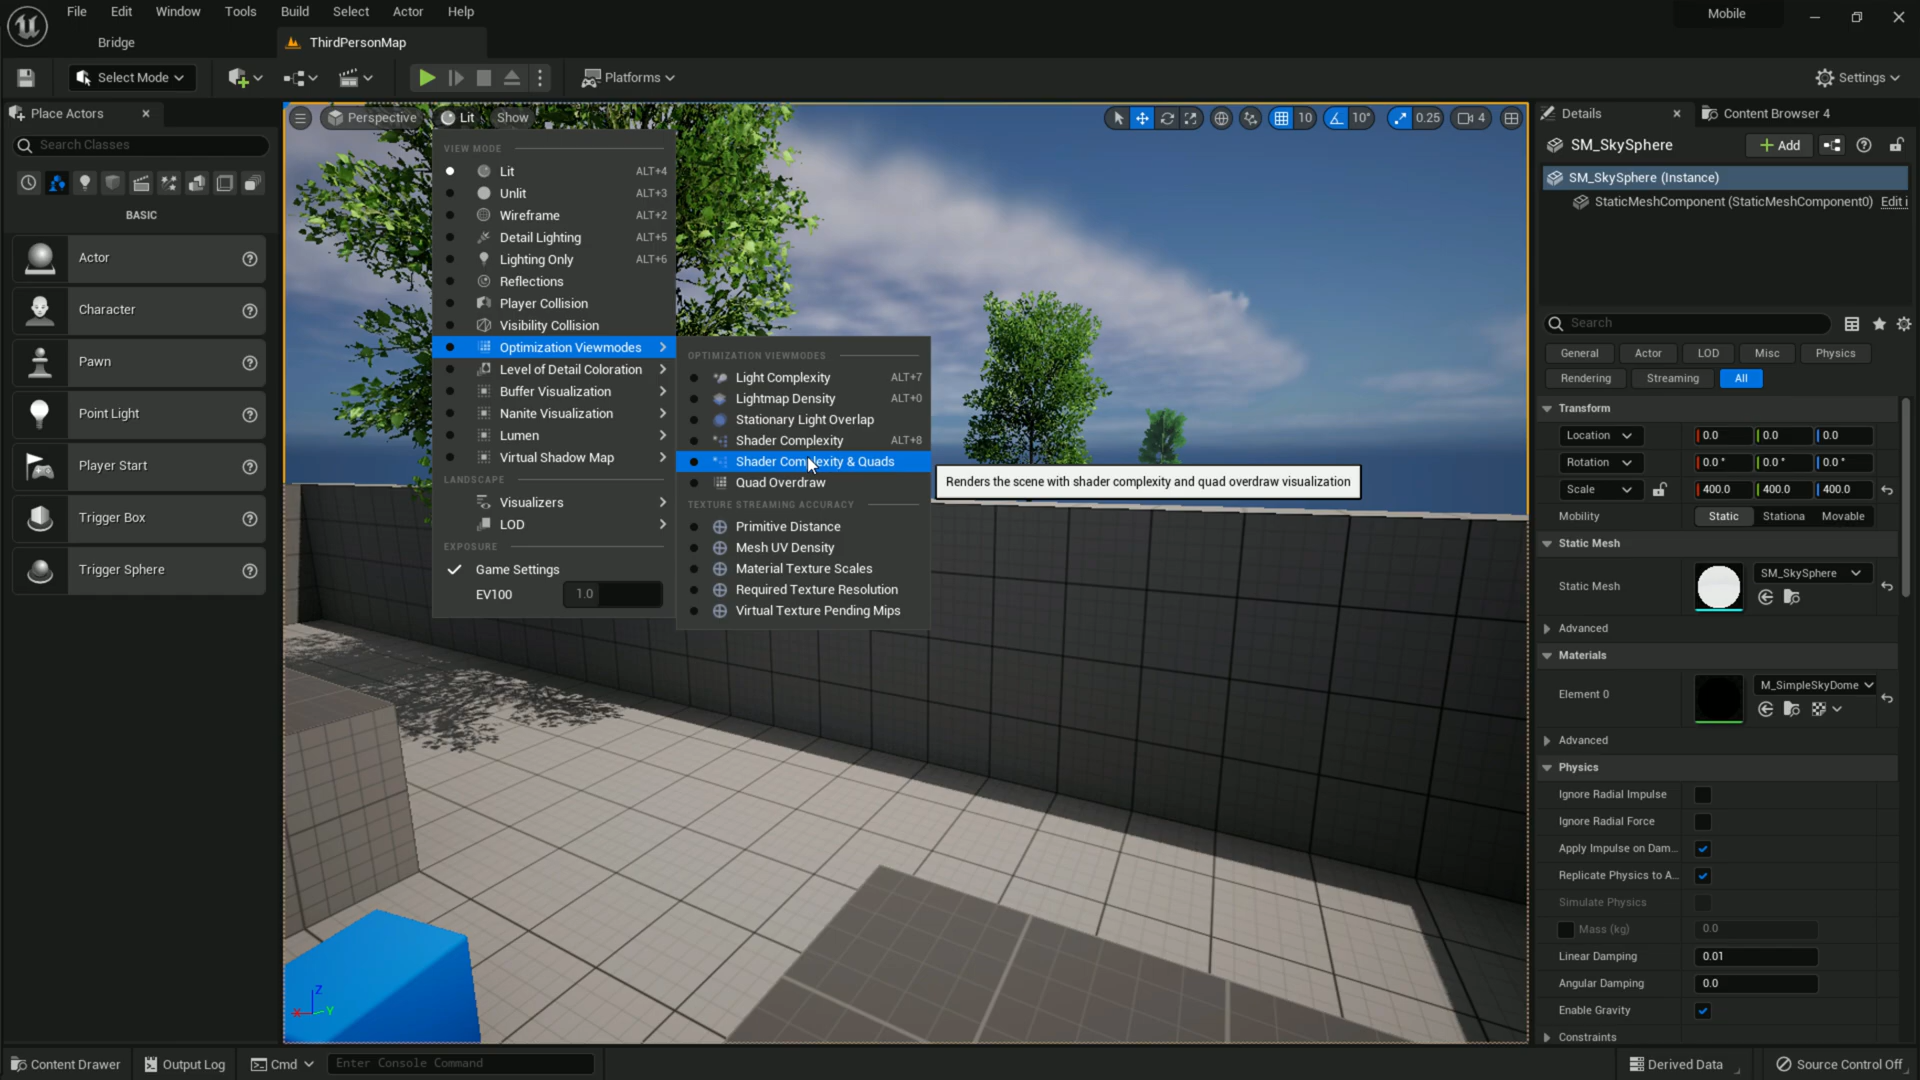 File Edit Window Tools Build Select Actor Help
Mobile
Bridge
ThirdPersonMap
Select Mode
Platforms
Settings
Place Actors
Search Classes
BASIC
Actor
Character
Pawn
Point Light
Player Start
Trigger Box
Trigger Sphere
Perspective
Lit
Show
10
10°
0.25
4
VIEW MODE
Lit ALT+4
Unlit ALT+3
Wireframe ALT+2
Detail Lighting ALT+5
Lighting Only ALT+6
Reflections
Player Collision
Visibility Collision
Optimization Viewmodes
Level of Detail Coloration
Buffer Visualization
Nanite Visualization
Lumen
Virtual Shadow Map
LANDSCAPE
Visualizers
LOD
EXPOSURE
Game Settings
EV100 1.0
OPTIMIZATION VIEWMODES
Light Complexity ALT+7
Lightmap Density ALT+0
Stationary Light Overlap
Shader Complexity ALT+8
Shader Complexity & Quads
Quad Overdraw
TEXTURE STREAMING ACCURACY
Primitive Distance
Mesh UV Density
Material Texture Scales
Required Texture Resolution
Virtual Texture Pending Mips
Renders the scene with shader complexity and quad overdraw visualization
Z
X
Y
Details
Content Browser 4
SM_SkySphere
Add
SM_SkySphere (Instance)
StaticMeshComponent (StaticMeshComponent0) Edit i
Search
General Actor LOD Misc Physics
Rendering Streaming All
Transform
Location 0.0 0.0 0.0
Rotation 0.0 ° 0.0 ° 0.0 °
Scale 400.0 400.0 400.0
Mobility Static Stationa Movable
Static Mesh
Static Mesh SM_SkySphere
Advanced
Materials
Element 0 M_SimpleSkyDome
Advanced
Physics
Ignore Radial Impulse
Ignore Radial Force
Apply Impulse on Dam...
Replicate Physics to A...
Simulate Physics
Mass (kg) 0.0
Linear Damping 0.01
Angular Damping 0.0
Enable Gravity
Constraints
Content Drawer
Output Log
Cmd
Enter Console Command
Derived Data
Source Control Off